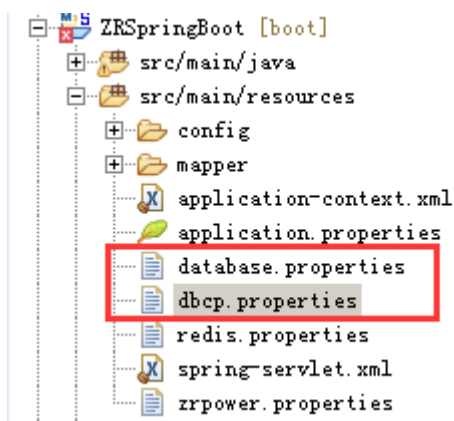 ZRSpringBoot [boot]
src/main/java
src/main/resources
config
mapper
application-context.xml
application.properties
database.properties
dbcp.properties
redis.properties
spring-servlet.xml
zrpower.properties